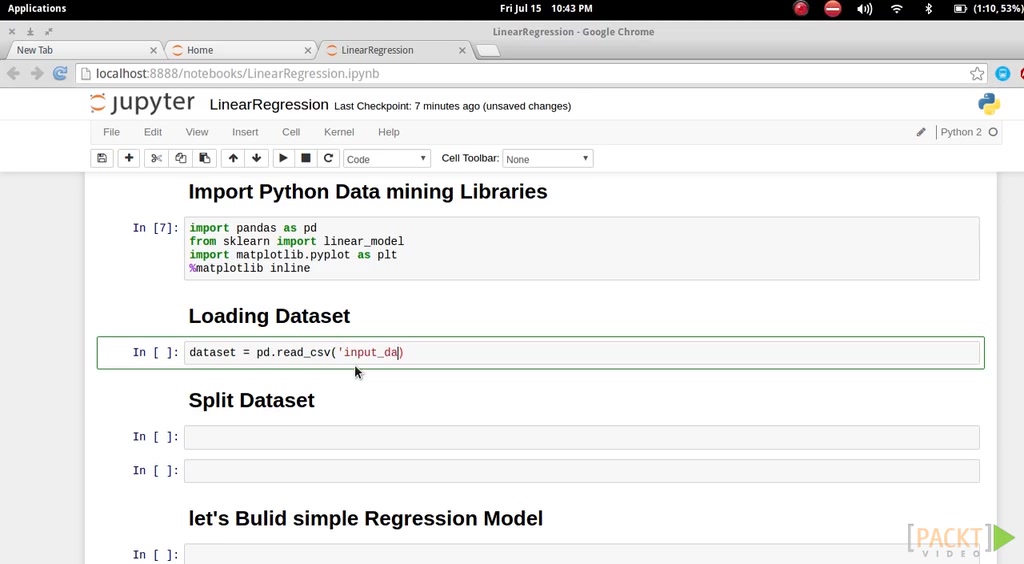 Applications
Fri Jul 15 10:43 PM
(1:10, 53%)
LinearRegression - Google Chrome
New Tab
Home
LinearRegression
localhost:8888/notebooks/LinearRegression.ipynb
jupyter LinearRegression Last Checkpoint: 7 minutes ago (unsaved changes)
File Edit View Insert Cell Kernel Help
Python 2
Code
Cell Toolbar: None
Import Python Data mining Libraries
In [7]: import pandas as pd
from sklearn import linear_model
import matplotlib.pyplot as plt
%matplotlib inline
Loading Dataset
In [ ]: dataset = pd.read_csv('input_da)
Split Dataset
In [ ]:
In [ ]:
let's Bulid simple Regression Model
In [ ]:
[PACKT]
VIDEO